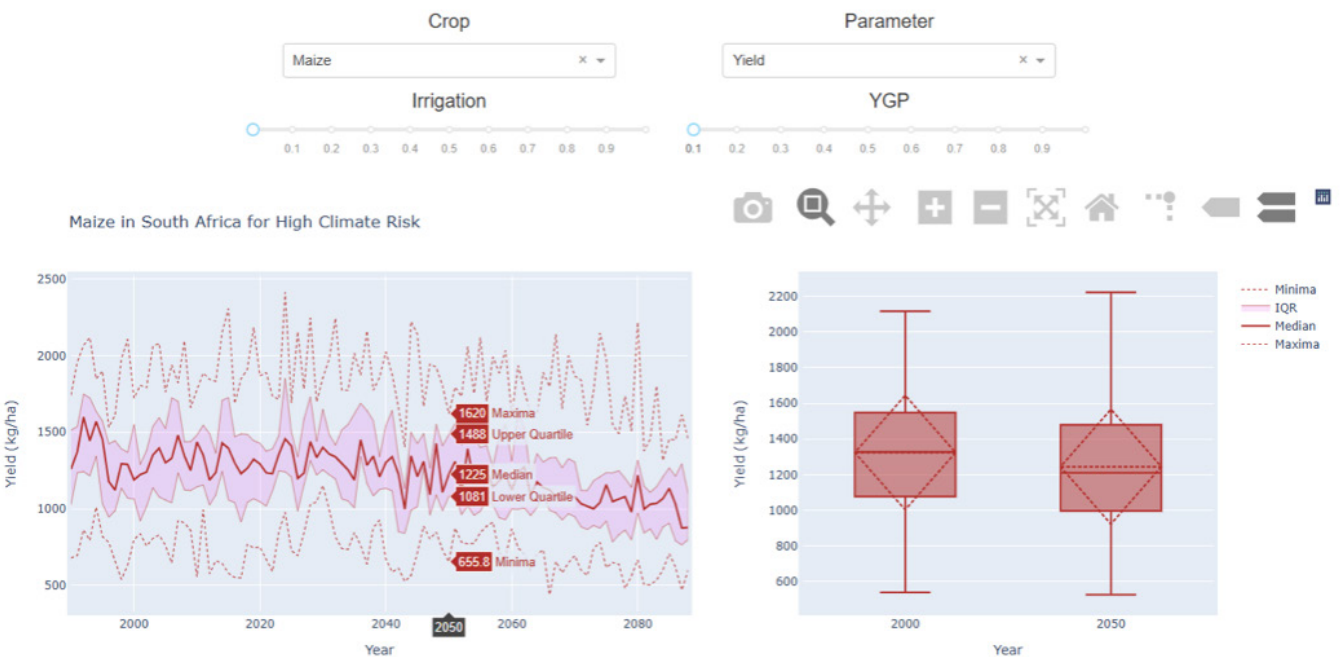 Crop Parameter
Maize × Yield ×
Irrigation YGP
0.1 0.2 0.3 0.4 0.5 0.6 0.7 0.8 0.9 0.1 0.2 0.3 0.4 0.5 0.6 0.7 0.8 0.9
Maize in South Africa for High Climate Risk
Yield (kg/ha)
2500
2000
1500
1000
500
1620 Maxima
1488 Upper Quartile
1225 Median
1081 Lower Quartile
655.8 Minima
2000 2020 2040 2050 2060 2080
Year
Yield (kg/ha)
2200
2000
1800
1600
1400
1200
1000
800
600
2000 2050
Year
Minima
IQR
Median
Maxima